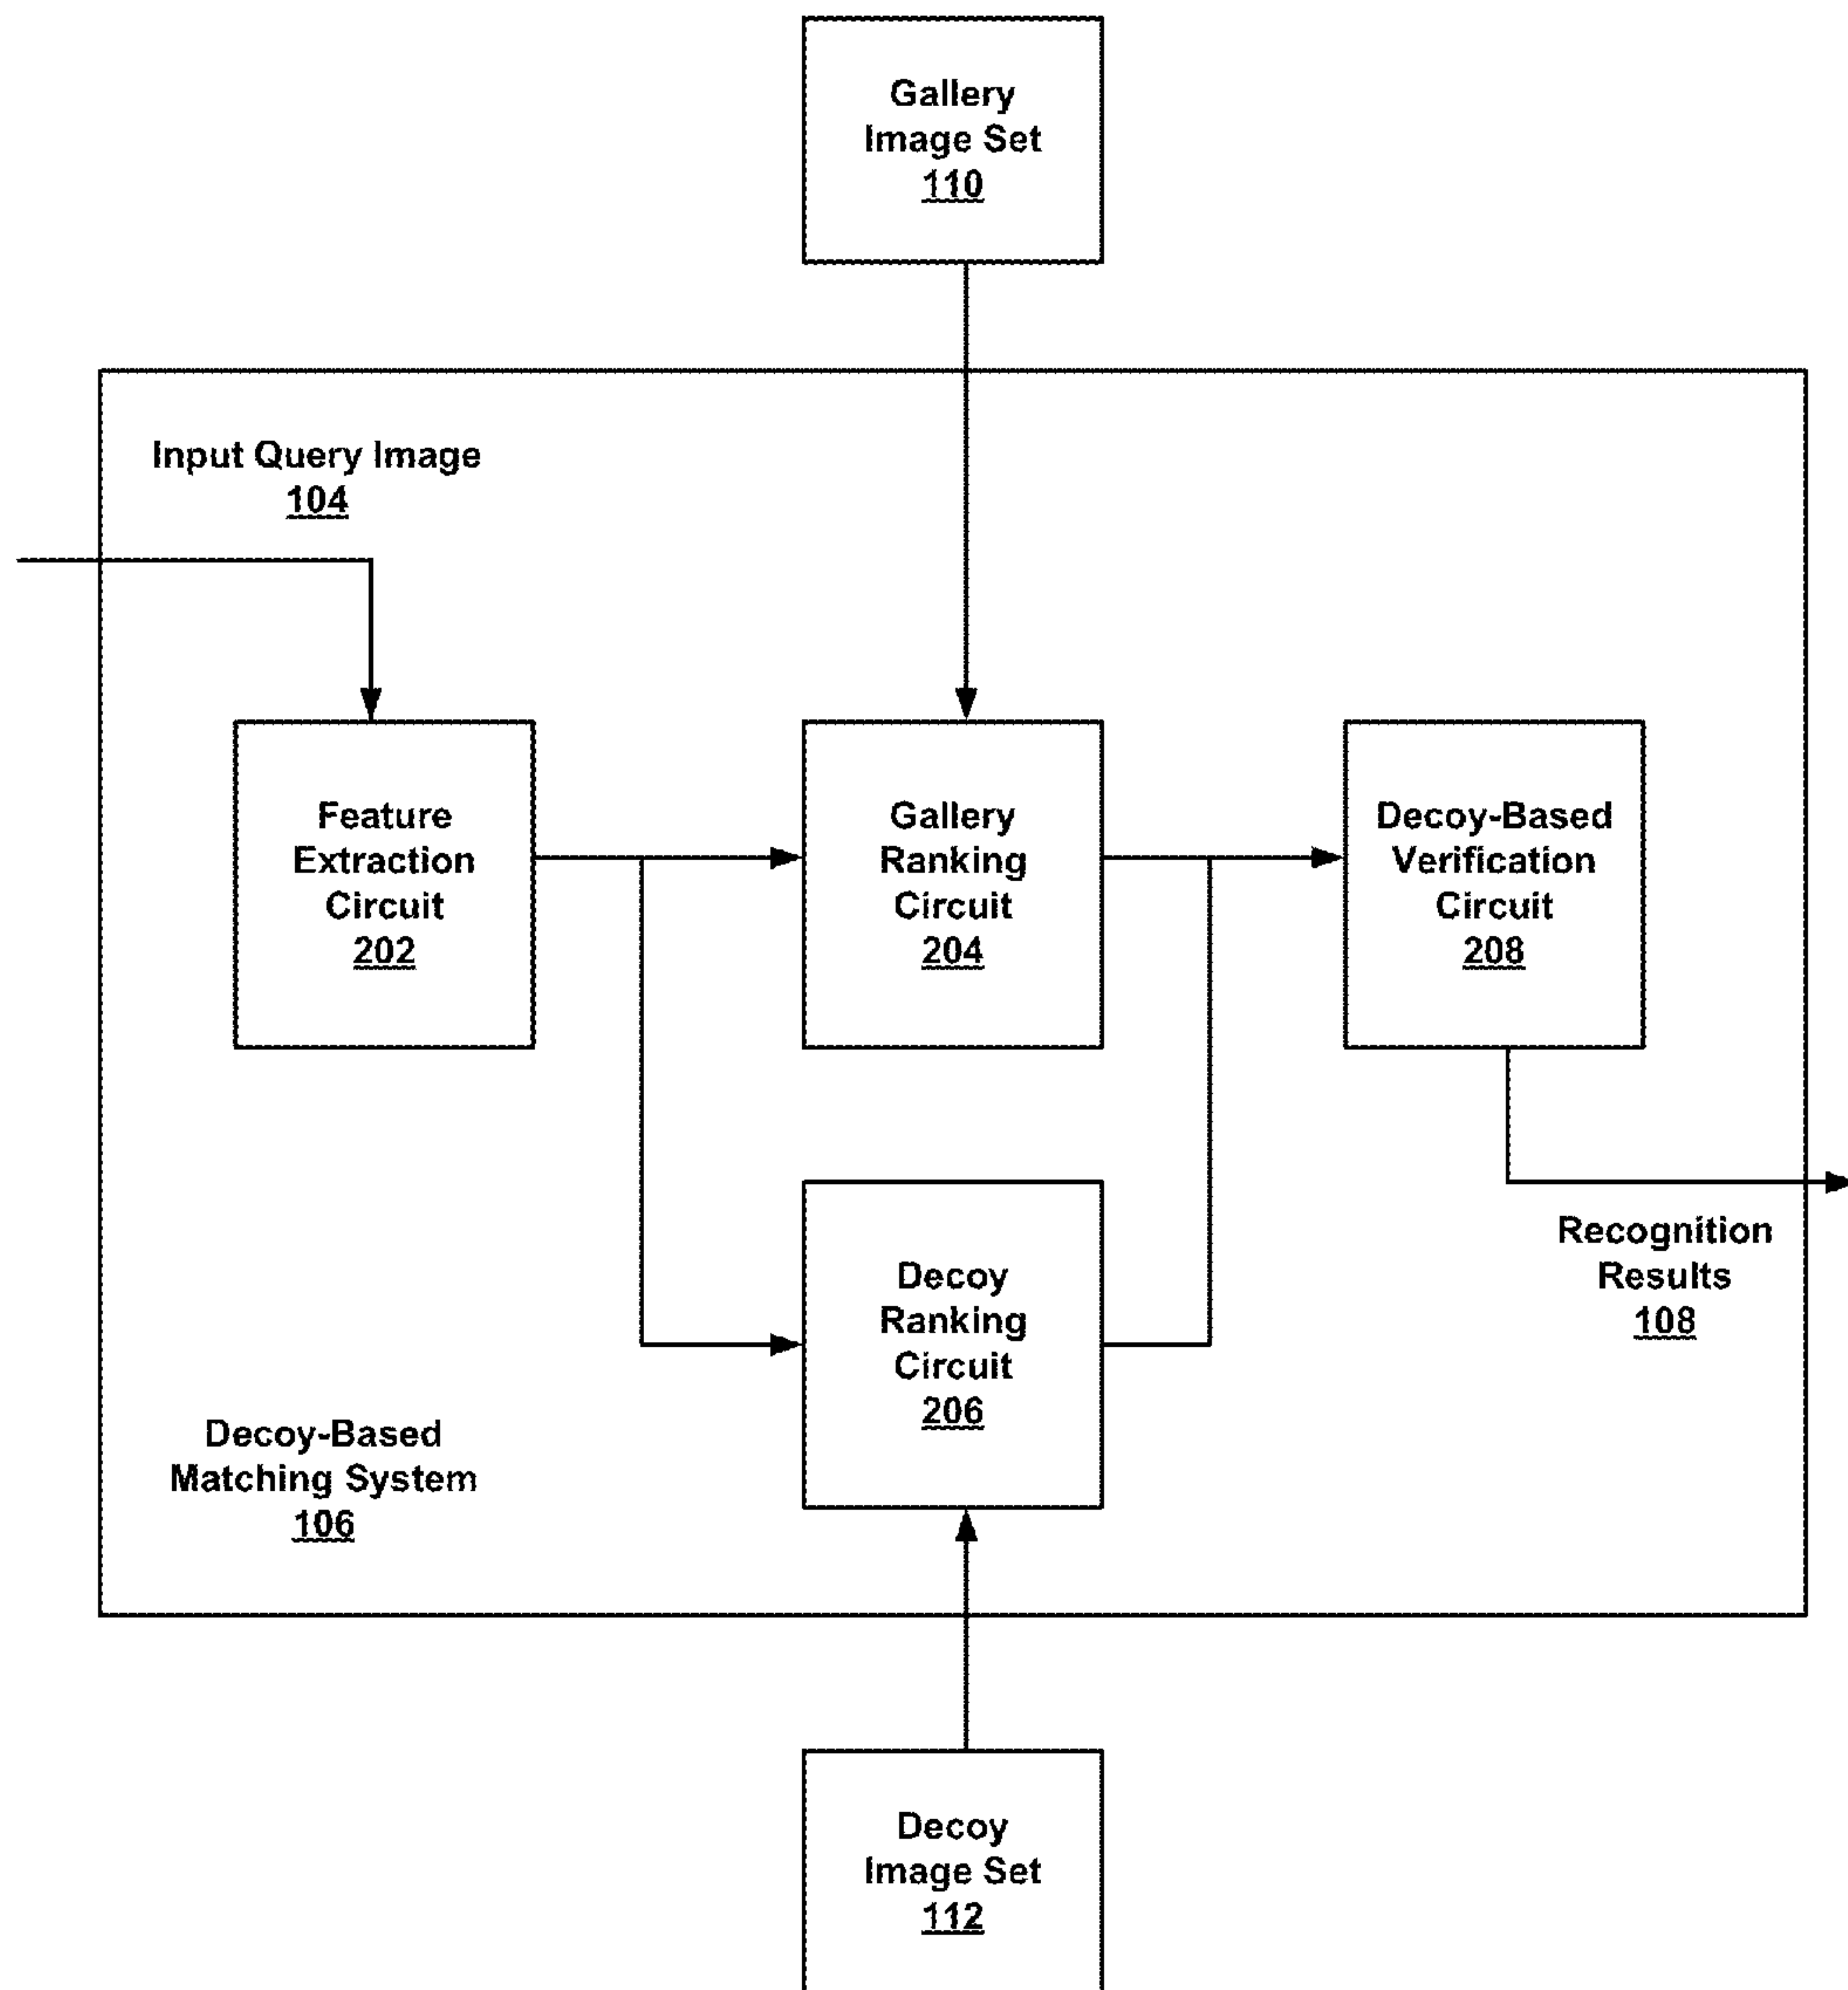 Gallery
Image Set
110
Input Query Image
104
Feature
Extraction
Circuit
202
Gallery
Ranking
Circuit
204
Decoy-Based
Verification
Circuit
208
Decoy
Ranking
Circuit
206
Recognition
Results
108
Decoy-Based
Matching System
106
Decoy
Image Set
112